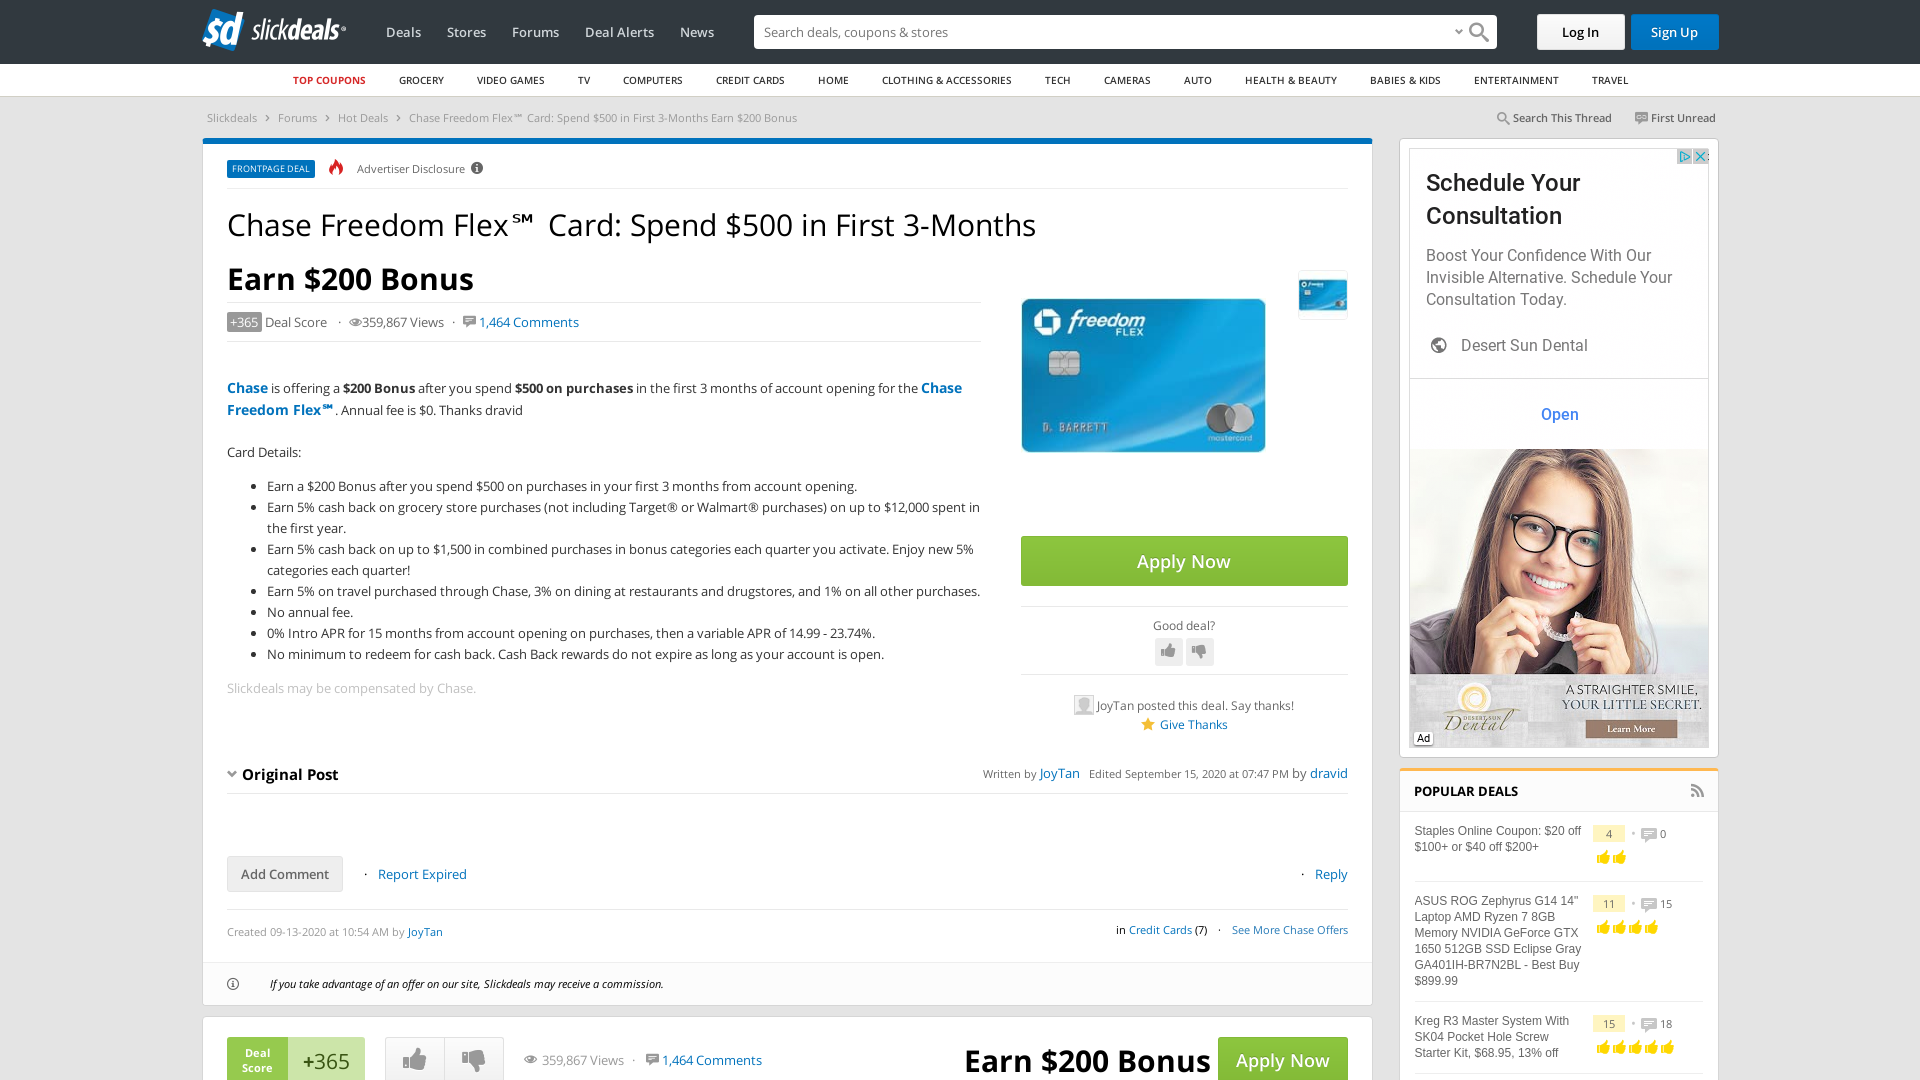 sd slickdeals®
Deals Stores Forums Deal Alerts News
Search deals, coupons & stores
Log In Sign Up
TOP COUPONS GROCERY VIDEO GAMES TV COMPUTERS CREDIT CARDS HOME CLOTHING & ACCESSORIES TECH CAMERAS AUTO HEALTH & BEAUTY BABIES & KIDS ENTERTAINMENT TRAVEL
Slickdeals › Forums › Hot Deals › Chase Freedom Flex℠ Card: Spend $500 in First 3-Months Earn $200 Bonus
Search This Thread First Unread
FRONTPAGE DEAL Advertiser Disclosure
Chase Freedom Flex℠ Card: Spend $500 in First 3-Months
Earn $200 Bonus
+365 Deal Score · 359,867 Views · 1,464 Comments
Chase is offering a $200 Bonus after you spend $500 on purchases in the first 3 months of account opening for the Chase
Freedom Flex℠. Annual fee is $0. Thanks dravid
Card Details:
• Earn a $200 Bonus after you spend $500 on purchases in your first 3 months from account opening.
• Earn 5% cash back on grocery store purchases (not including Target® or Walmart® purchases) on up to $12,000 spent in
the first year.
• Earn 5% cash back on up to $1,500 in combined purchases in bonus categories each quarter you activate. Enjoy new 5%
categories each quarter!
• Earn 5% on travel purchased through Chase, 3% on dining at restaurants and drugstores, and 1% on all other purchases.
• No annual fee.
• 0% Intro APR for 15 months from account opening on purchases, then a variable APR of 14.99 - 23.74%.
• No minimum to redeem for cash back. Cash Back rewards do not expire as long as your account is open.
Slickdeals may be compensated by Chase.
freedom
FLEX
D. BARRETT
mastercard
Apply Now
Good deal?
JoyTan posted this deal. Say thanks!
Give Thanks
Original Post
Written by JoyTan Edited September 15, 2020 at 07:47 PM by dravid
Add Comment · Report Expired
· Reply
Created 09-13-2020 at 10:54 AM by JoyTan
in Credit Cards (7) · See More Chase Offers
If you take advantage of an offer on our site, Slickdeals may receive a commission.
Deal
Score
+365
359,867 Views · 1,464 Comments
Earn $200 Bonus Apply Now
Schedule Your
Consultation
Boost Your Confidence With Our
Invisible Alternative. Schedule Your
Consultation Today.
Desert Sun Dental
Open
A STRAIGHTER SMILE,
YOUR LITTLE SECRET.
DESERT SUN
Dental
Learn More
Ad
POPULAR DEALS
Staples Online Coupon: $20 off
$100+ or $40 off $200+
4 • 0
ASUS ROG Zephyrus G14 14"
Laptop AMD Ryzen 7 8GB
Memory NVIDIA GeForce GTX
1650 512GB SSD Eclipse Gray
GA401IH-BR7N2BL - Best Buy
$899.99
11 • 15
Kreg R3 Master System With
SK04 Pocket Hole Screw
Starter Kit, $68.95, 13% off
15 • 18